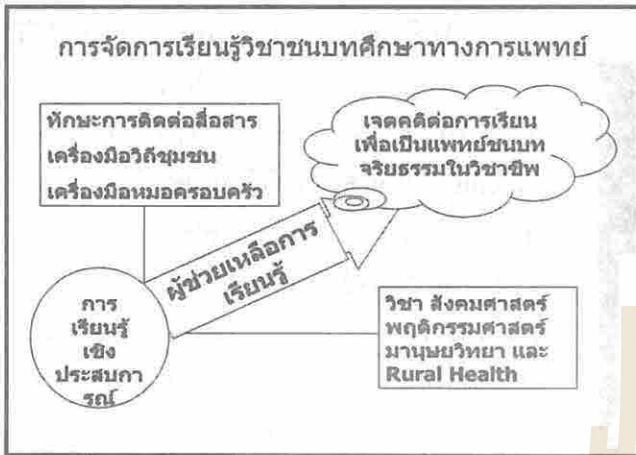 การจัดการเรียนรู้วิชาชนบทศึกษาทางการแพทย์
ทักษะการติดต่อสื่อสาร
เครื่องมือวิถีชุมชน
เครื่องมือหมอครอบครัว
เจตคติต่อการเรียน
เพื่อเป็นแพทย์ชนบท
จริยธรรมในวิชาชีพ
ผู้ช่วยเหลือการ
เรียนรู้
การ
เรียนรู้
เชิง
ประสบกา
รณ์
วิชา สังคมศาสตร์
พฤติกรรมศาสตร์
มานุษยวิทยา และ
Rural Health